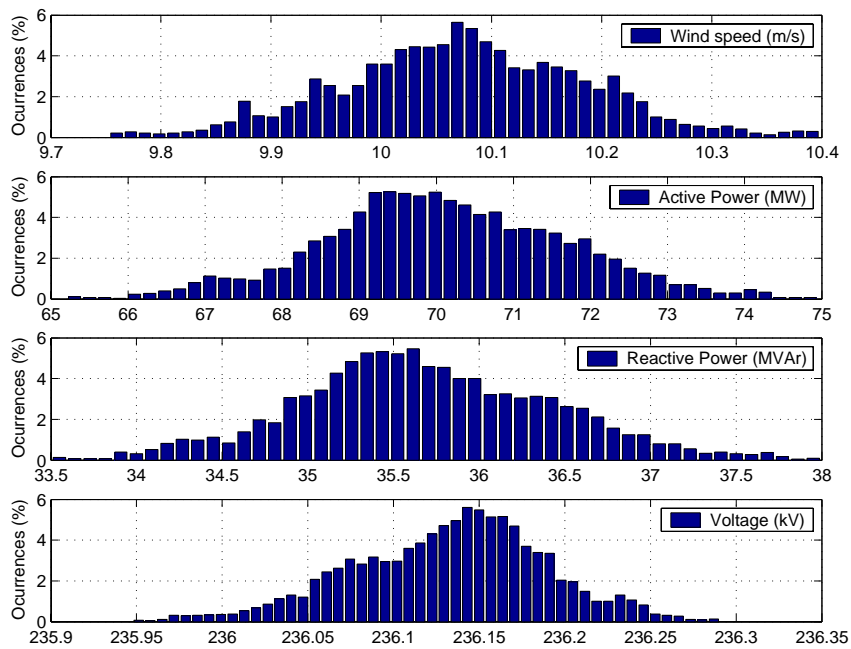 6
4
2
0
Ocurrences (%)
Wind speed (m/s)
9.7 9.8 9.9 10 10.1 10.2 10.3 10.4
6
4
2
0
Ocurrences (%)
Active Power (MW)
65 66 67 68 69 70 71 72 73 74 75
6
4
2
0
Ocurrences (%)
Reactive Power (MVAr)
33.5 34 34.5 35 35.5 36 36.5 37 37.5 38
6
4
2
0
Ocurrences (%)
Voltage (kV)
235.9 235.95 236 236.05 236.1 236.15 236.2 236.25 236.3 236.35